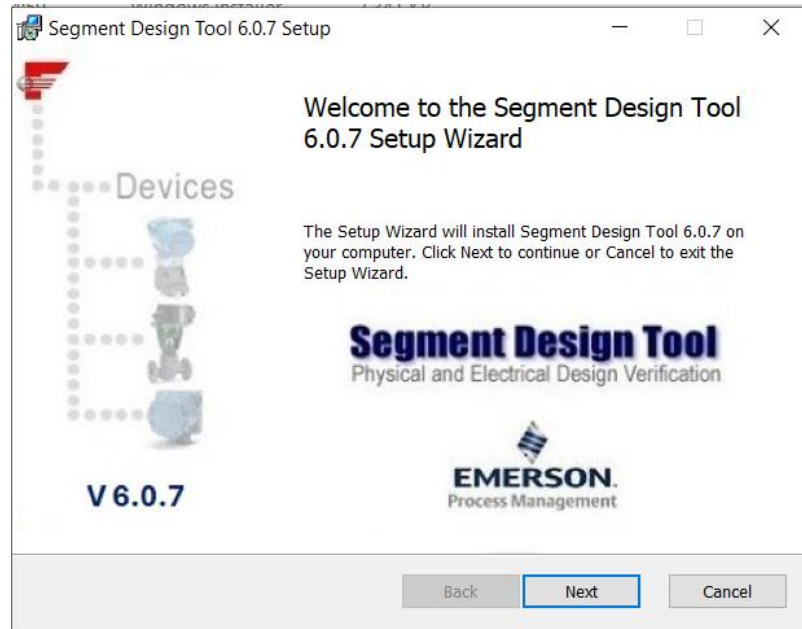 Segment Design Tool 6.0.7 Setup
Welcome to the Segment Design Tool
6.0.7 Setup Wizard
Devices
The Setup Wizard will install Segment Design Tool 6.0.7 on
your computer. Click Next to continue or Cancel to exit the
Setup Wizard.
Segment Design Tool
Physical and Electrical Design Verification
EMERSON.
Process Management
V 6.0.7
Back
Next
Cancel